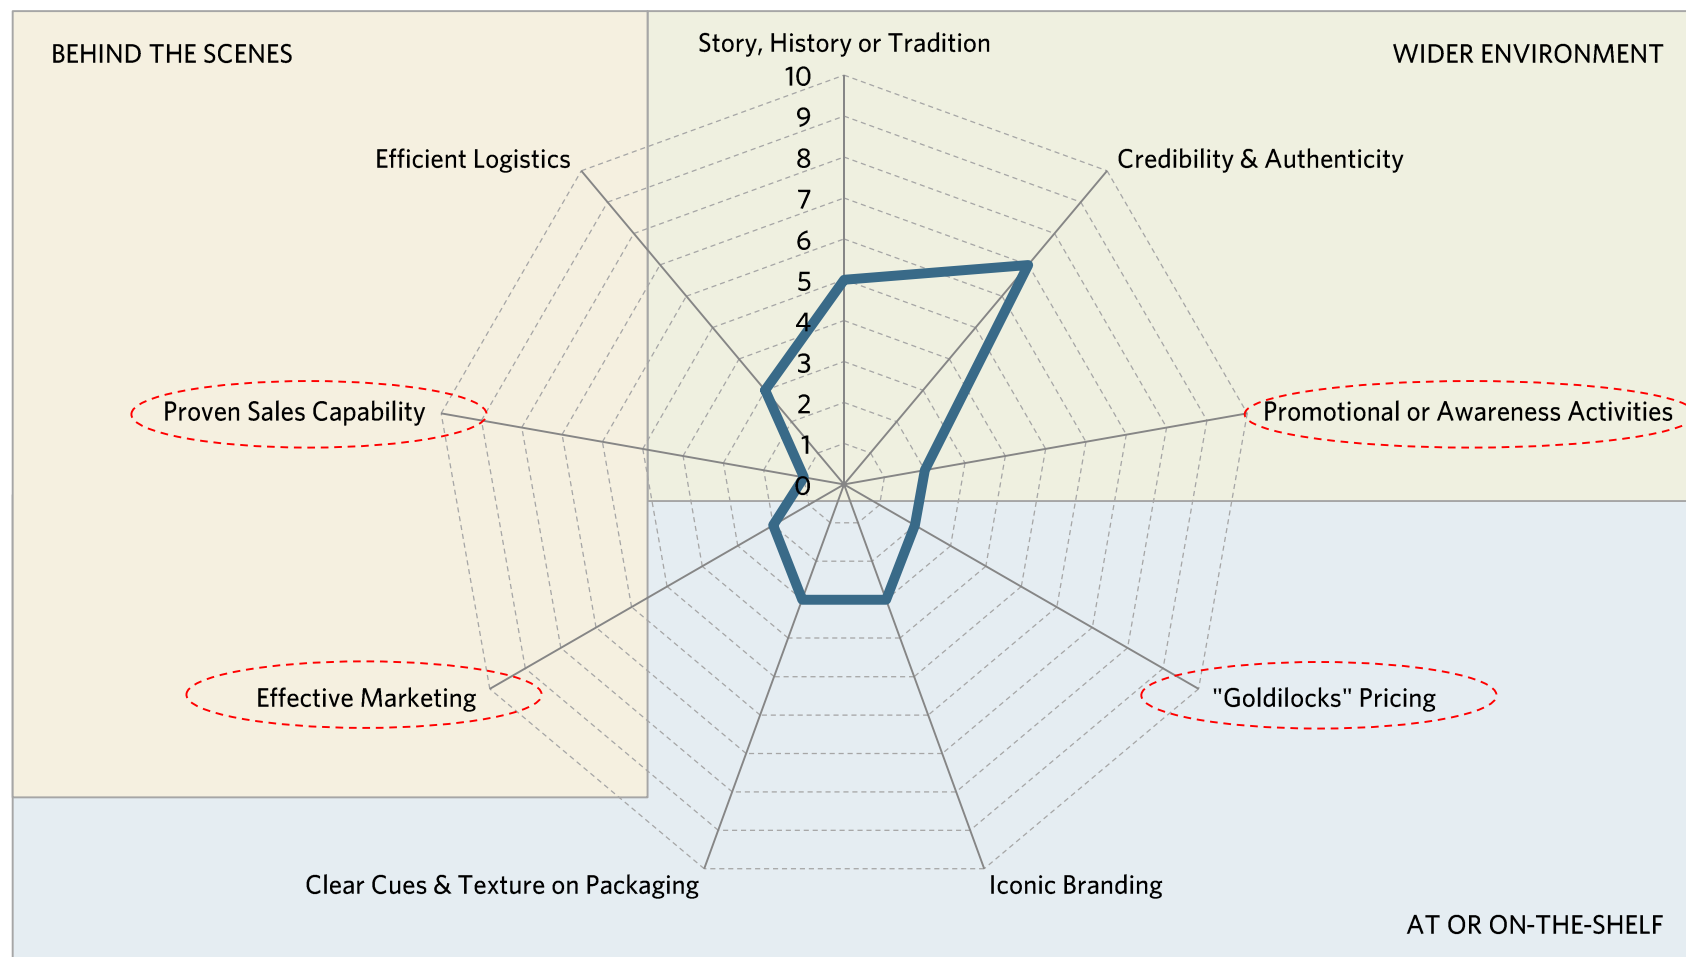 BEHIND THE SCENES
WIDER ENVIRONMENT
Story, History or Tradition
10
9
8
7
6
5
4
3
2
1
0
Efficient Logistics
Credibility & Authenticity
Proven Sales Capability
Promotional or Awareness Activities
Effective Marketing
"Goldilocks" Pricing
Clear Cues & Texture on Packaging
Iconic Branding
AT OR ON-THE-SHELF